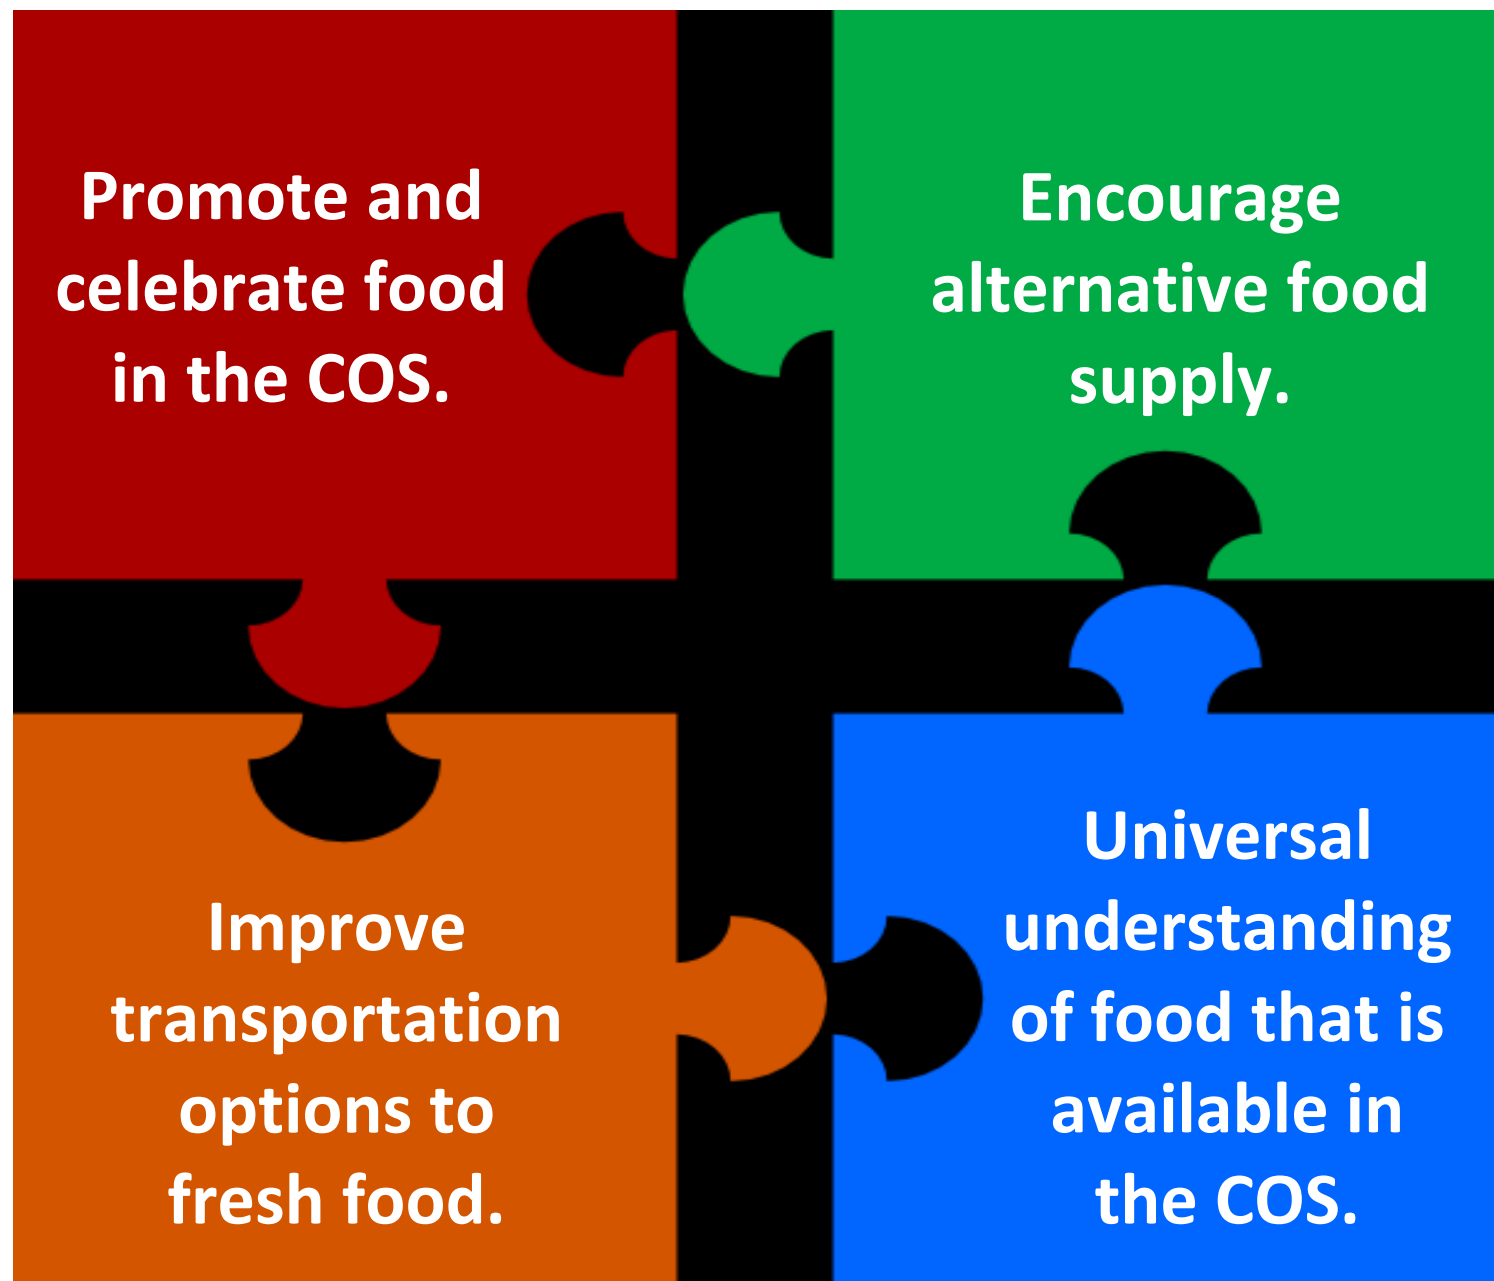 Promote and
celebrate food
in the COS.
Encourage
alternative food
supply.
Improve
transportation
options to
fresh food.
Universal
understanding
of food that is
available in
the COS.